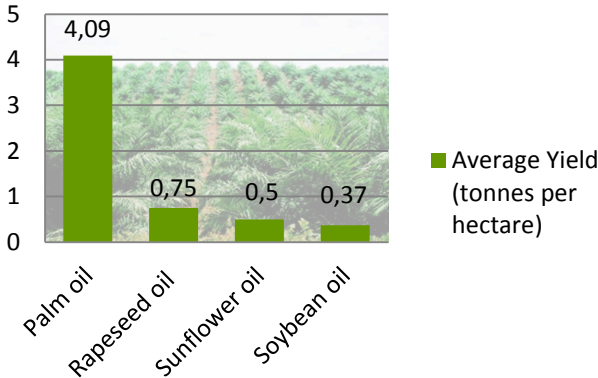 5
4,09
4
3
2
1
0
0,75
0,5
0,37
Palm oil
Rapeseed oil
Sunflower oil
Soybean oil
Average Yield
(tonnes per
hectare)